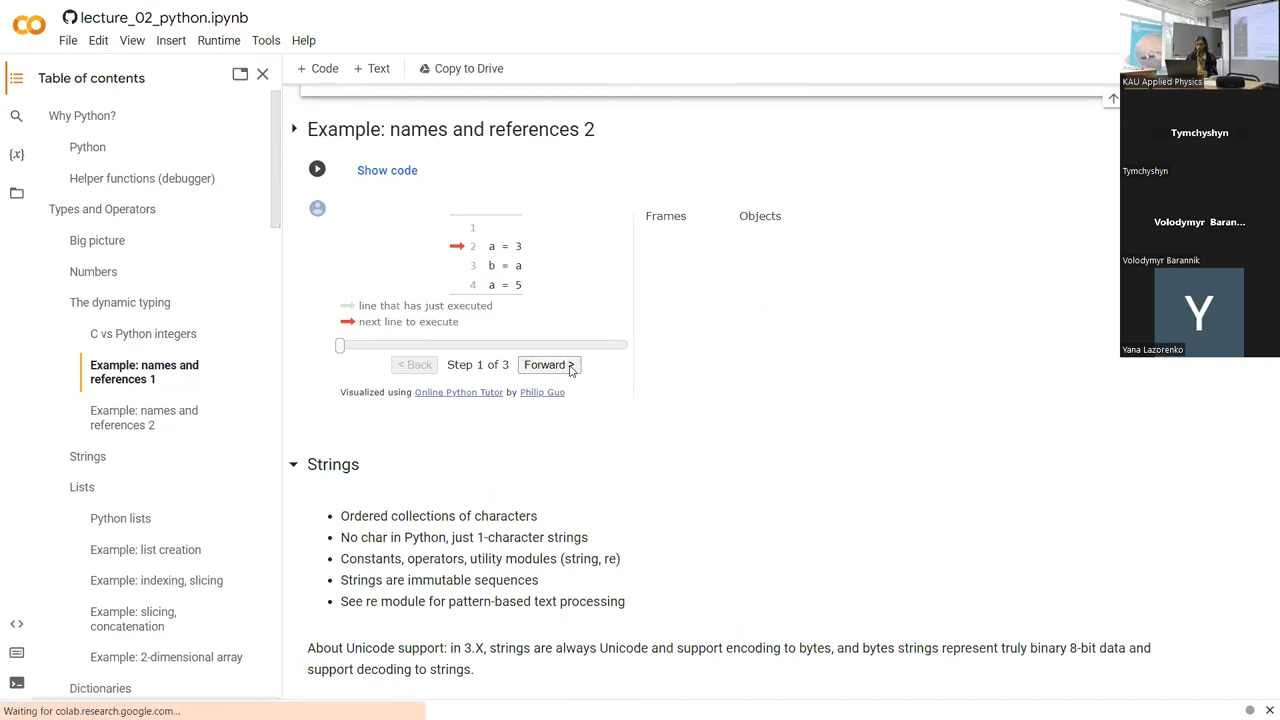 lecture_02_python.ipynb
File Edit View Insert Runtime Tools Help
Table of contents
Why Python?
Python
Helper functions (debugger)
Types and Operators
Big picture
Numbers
The dynamic typing
C vs Python integers
Example: names and
references 1
Example: names and
references 2
Strings
Lists
Python lists
Example: list creation
Example: indexing, slicing
Example: slicing,
concatenation
Example: 2-dimensional array
Dictionaries
+ Code + Text Copy to Drive
Example: names and references 2
Show code
1
2 a = 3
3 b = a
4 a = 5
line that has just executed
next line to execute
< Back Step 1 of 3 Forward >
Visualized using Online Python Tutor by Philip Guo
Frames Objects
Strings
• Ordered collections of characters
• No char in Python, just 1-character strings
• Constants, operators, utility modules (string, re)
• Strings are immutable sequences
• See re module for pattern-based text processing
About Unicode support: in 3.X, strings are always Unicode and support encoding to bytes, and bytes strings represent truly binary 8-bit data and
support decoding to strings.
KAU Applied Physics
Tymchyshyn
Tymchyshyn
Volodymyr Baran...
Volodymyr Barannik
Y
Yana Lazorenko
Waiting for colab.research.google.com...